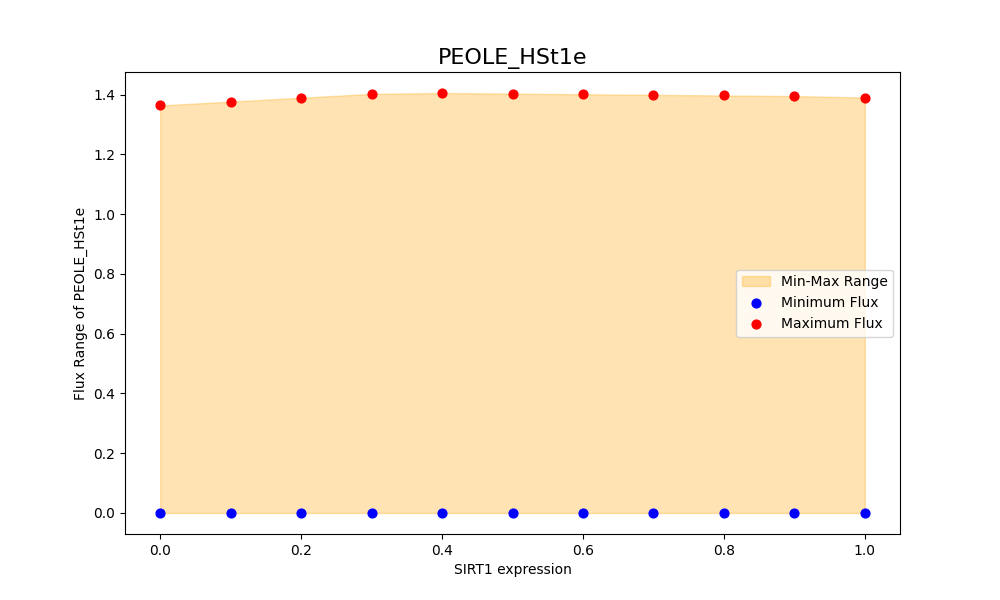 PEOLE_HSt1e
Flux Range of PEOLE_HSt1e
1.4
1.2
1.0
0.8
0.6
0.4
0.2
0.0
Min-Max Range
Minimum Flux
Maximum Flux
0.0 0.2 0.4 0.6 0.8 1.0
SIRT1 expression